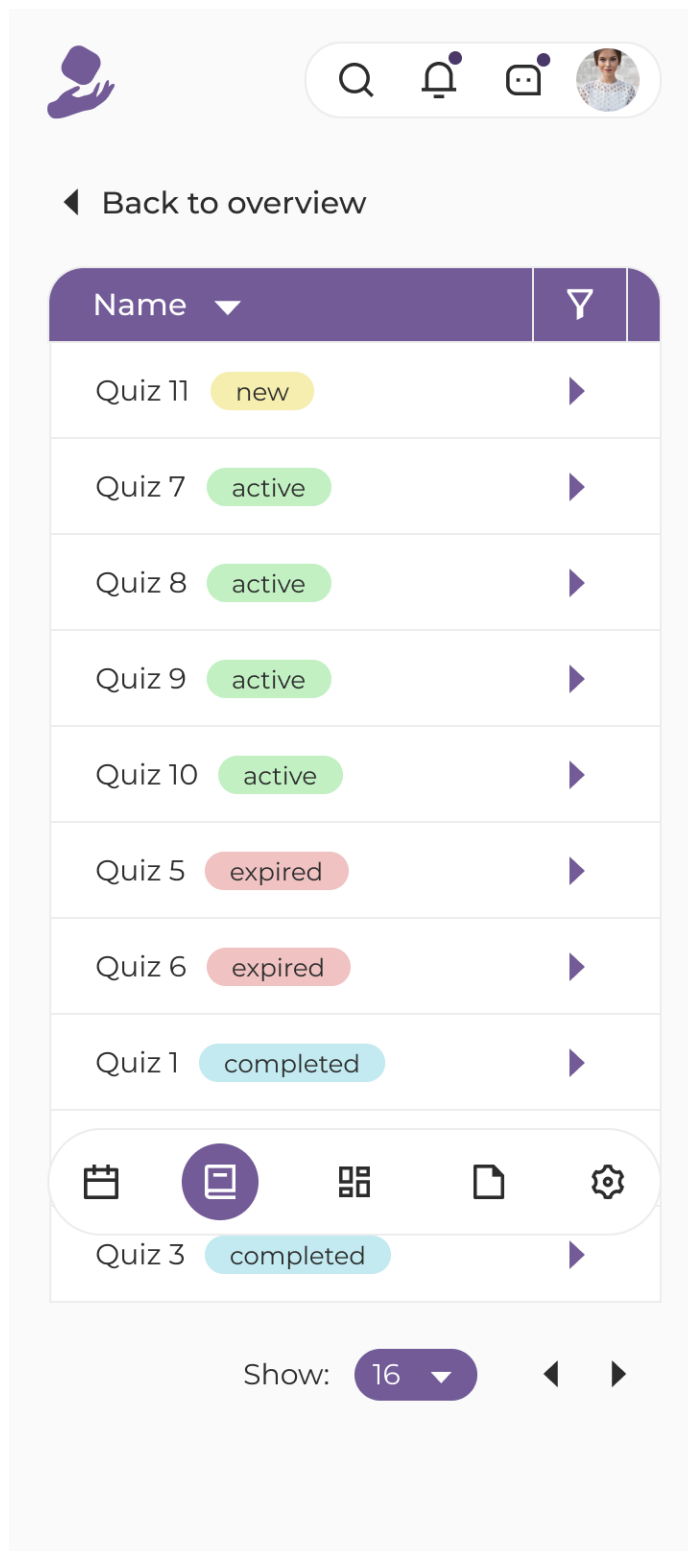 Back to overview
Name
Quiz 11 new
Quiz 7 active
Quiz 8 active
Quiz 9 active
Quiz 10 active
Quiz 5 expired
Quiz 6 expired
Quiz 1 completed
Quiz 3 completed
Show: 16